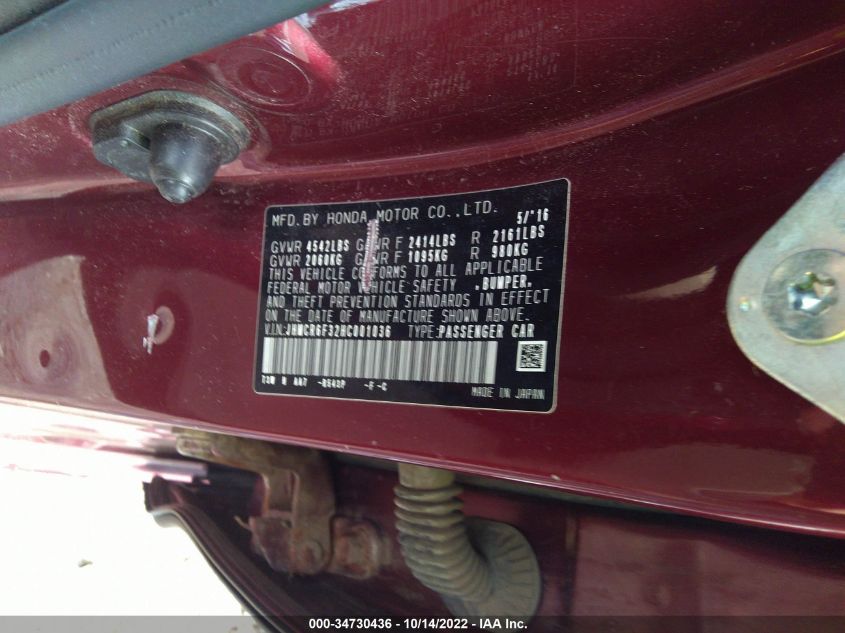 MFD. BY HONDA MOTOR CO.,LTD. 5/'16
GVWR 4542LBS GAWR F 2414LBS R 2161LBS
GVWR 2060KG GAWR F 1095KG R 980KG
THIS VEHICLE CONFORMS TO ALL APPLICABLE
FEDERAL MOTOR VEHICLE SAFETY ,BUMPER,
AND THEFT PREVENTION STANDARDS IN EFFECT
ON THE DATE OF MANUFACTURE SHOWN ABOVE.
V.I.N:JHMCR6F32HC001036 TYPE:PASSENGER CAR
AA7 -R543P -F -C
MADE IN JAPAN
000-34730436 - 10/14/2022 - IAA Inc.